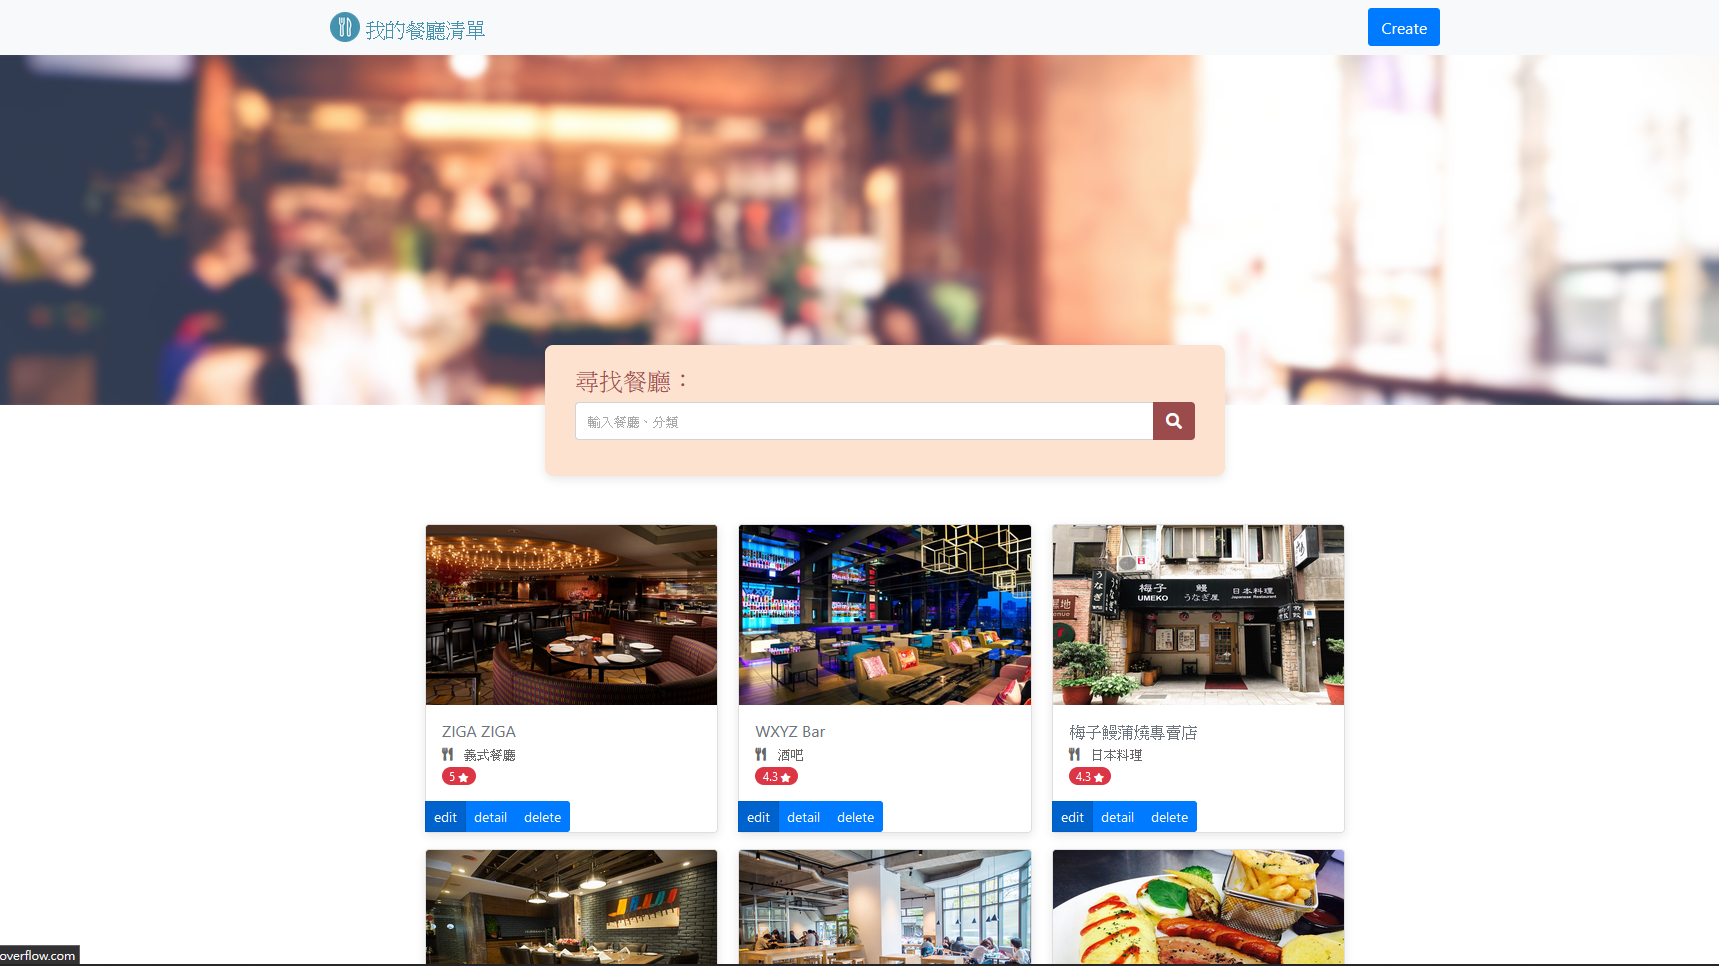 我的餐廳清單
Create
尋找餐廳：
輸入餐廳、分類
梅子 鰻 日本料理
UMEKO うなぎ屋 Japanese Restaurant
うなぎ
ZIGA ZIGA
義式餐廳
5
edit detail delete
WXYZ Bar
酒吧
4.3
edit detail delete
梅子鰻蒲燒專賣店
日本料理
4.3
edit detail delete
overflow.com